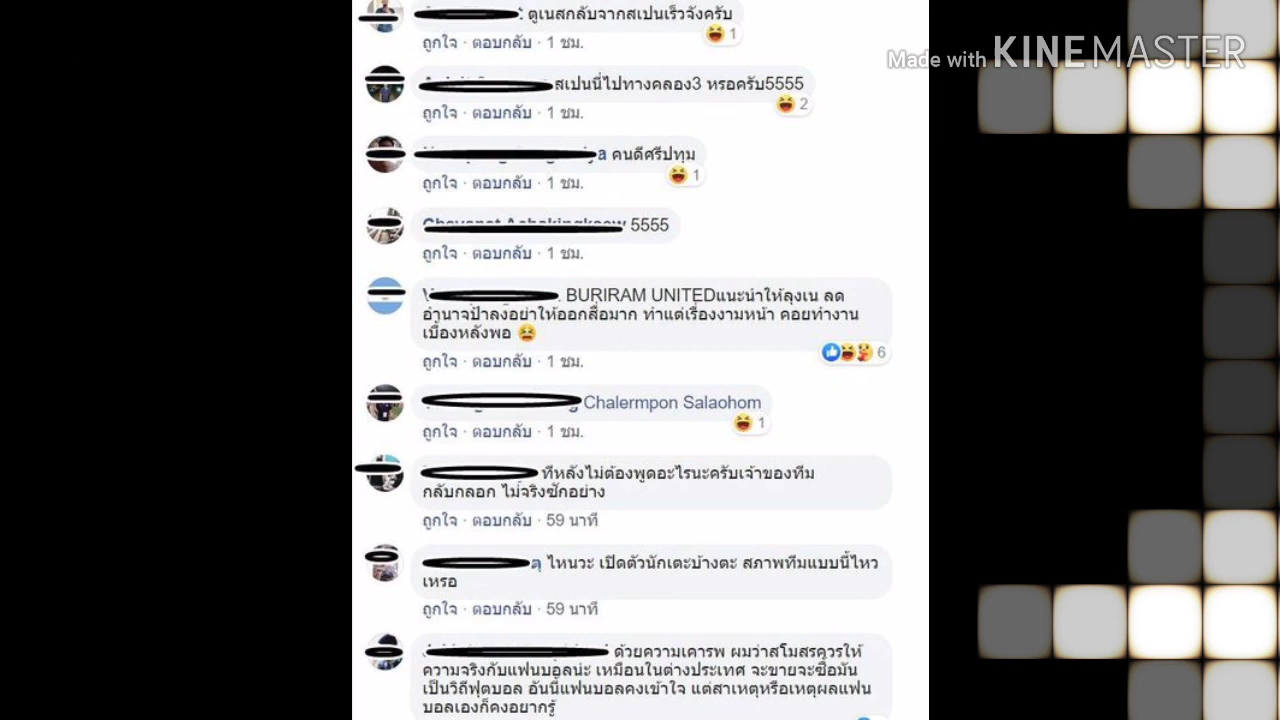 ตูเนสกลับจากสเปนเร็วจังครับ
1
ถูกใจ · ตอบกลับ · 1 ชม.
Made with KINEMASTER
สเปนนี่ไปทางคลอง3 หรอครับ5555
2
ถูกใจ · ตอบกลับ · 1 ชม.
ya คนดีศรีปทุม
1
ถูกใจ · ตอบกลับ · 1 ชม.
5555
ถูกใจ · ตอบกลับ · 1 ชม.
BURIRAM UNITEDแนะนำให้ลุงเน ลด
อำนาจป้าลงอย่าให้ออกสื่อมาก ทำแต่เรื่องงามหน้า คอยทำงาน
เบื้องหลังพอ 😫
6
ถูกใจ · ตอบกลับ · 1 ชม.
Chalermpon Salaohom
1
ถูกใจ · ตอบกลับ · 1 ชม.
ทีหลังไม่ต้องพูดอะไรนะครับเจ้าของทีม
กลับกลอก ไม่จริงซักอย่าง
ถูกใจ · ตอบกลับ · 59 นาที
ไหนวะ เปิดตัวนักเตะบ้างตะ สภาพทีมแบบนี้ไหว
เหรอ
ถูกใจ · ตอบกลับ · 59 นาที
ด้วยความเคารพ ผมว่าสโมสรควรให้
ความจริงกับแฟนบอลน่ะ เหมือนในต่างประเทศ จะขายจะซื้อมัน
เป็นวิถีฟุตบอล อันนี้แฟนบอลคงเข้าใจ แต่สาเหตุหรือเหตุผลแฟน
บอลเองก็คงอยากรู้